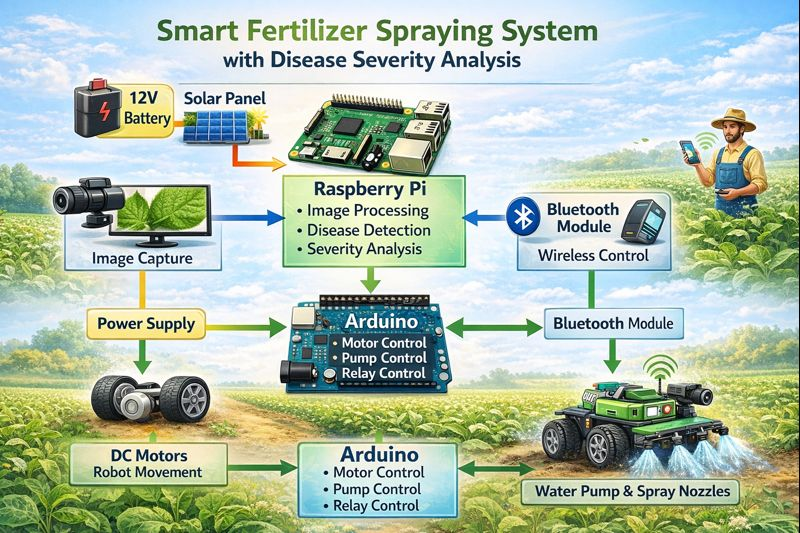 Smart Fertilizer Spraying System
with Disease Severity Analysis
12V
Battery
Solar Panel
Raspberry Pi
• Image Processing
• Disease Detection
• Severity Analysis
Image Capture
Bluetooth
Module
Wireless Control
Power Supply
Arduino
• Motor Control
• Pump Control
• Relay Control
Bluetooth Module
DC Motors
Robot Movement
Arduino
• Motor Control
• Pump Control
• Relay Control
Water Pump & Spray Nozzles